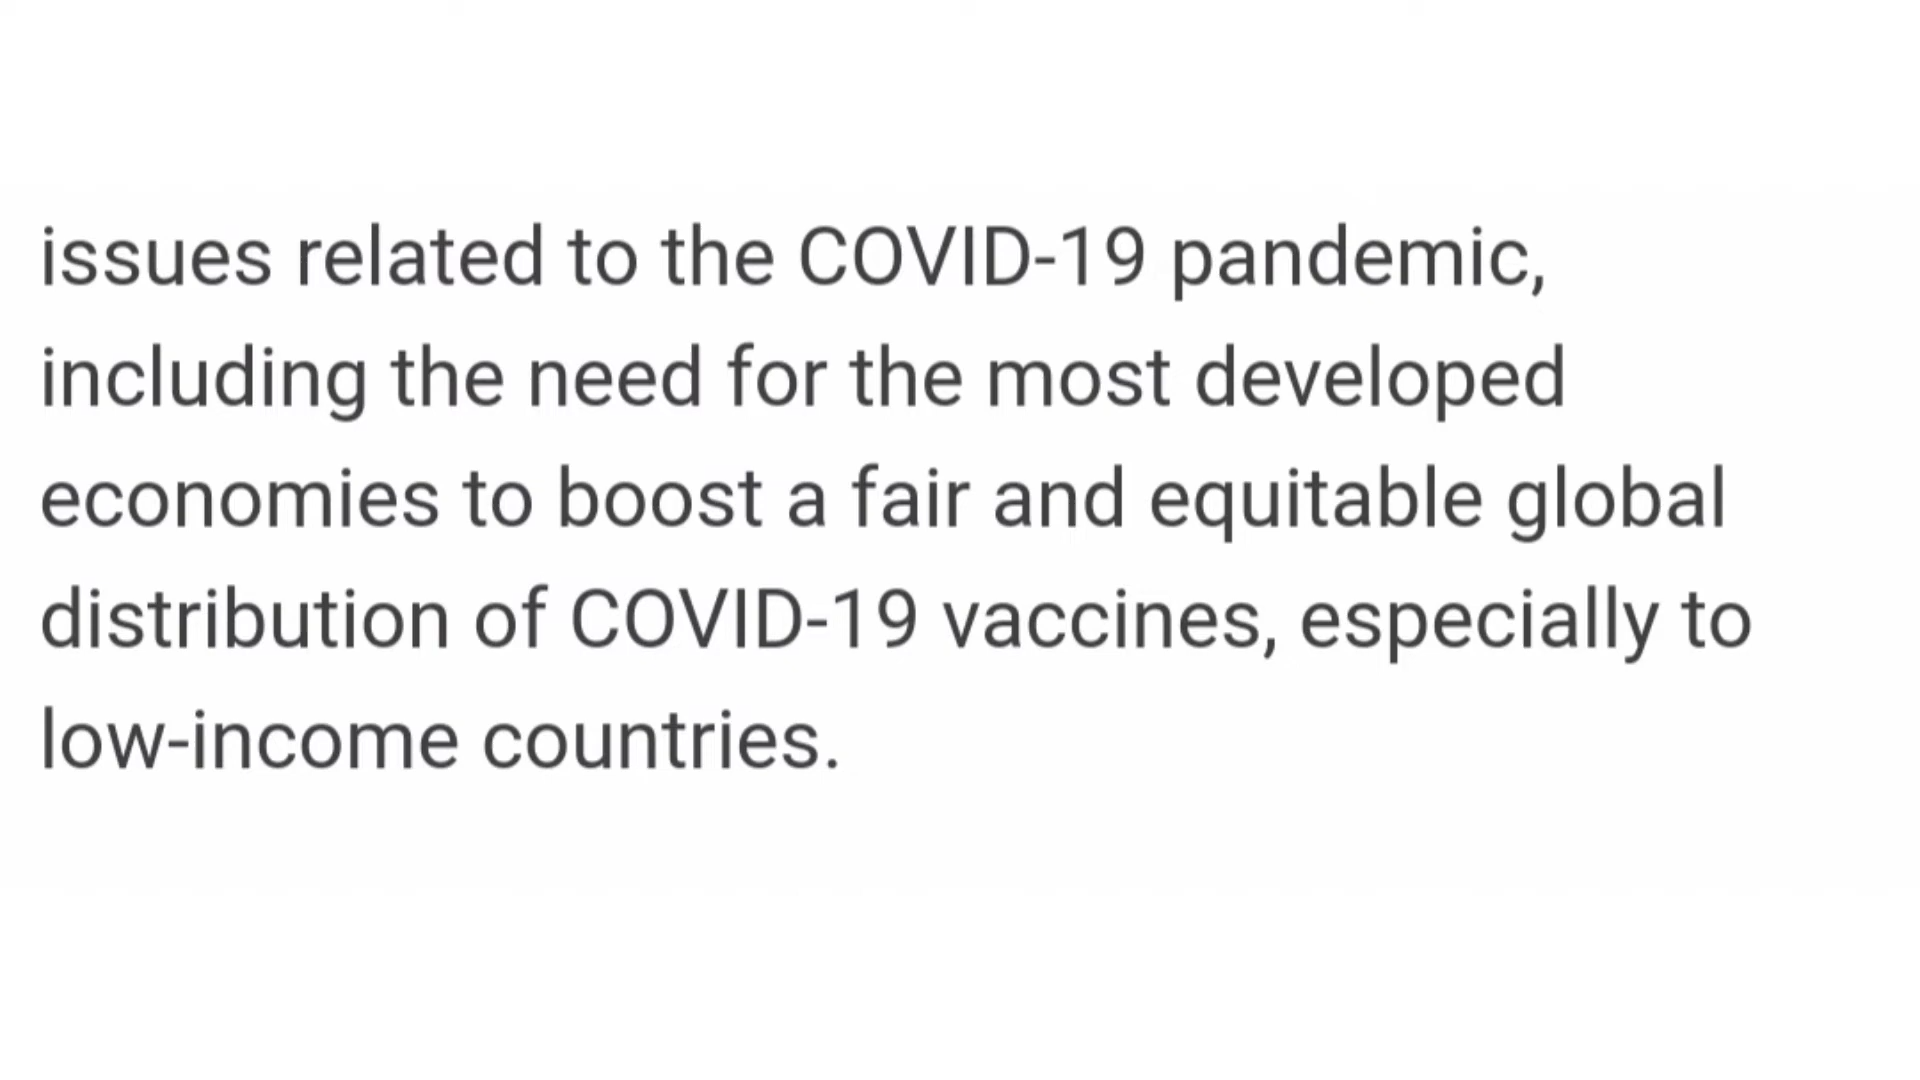 issues related to the COVID-19 pandemic,
including the need for the most developed
economies to boost a fair and equitable global
distribution of COVID-19 vaccines, especially to
low-income countries.